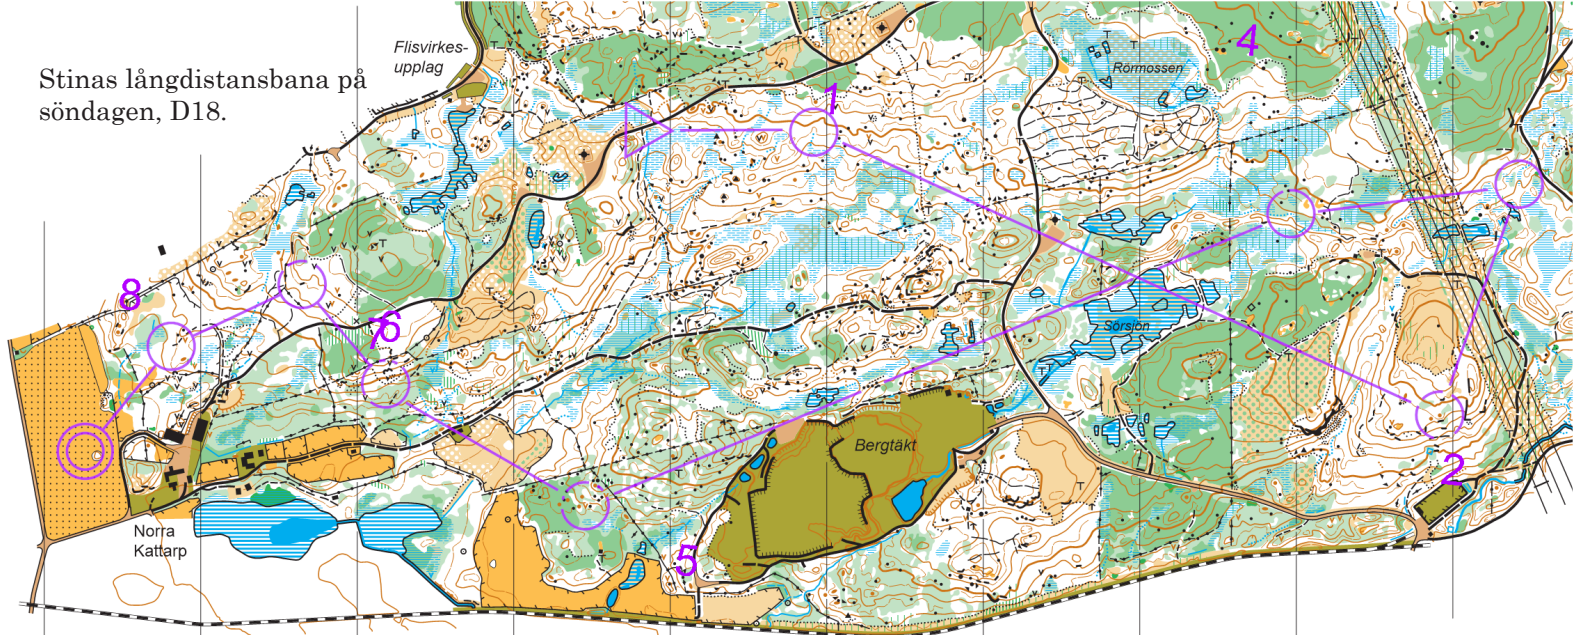 Flisvirkes-
upplag
Stinas långdistansbana på
söndagen, D18.
Rörmossen
Sörsjön
Bergtäkt
Norra
Kattarp
1
4
8
7
6
2
5